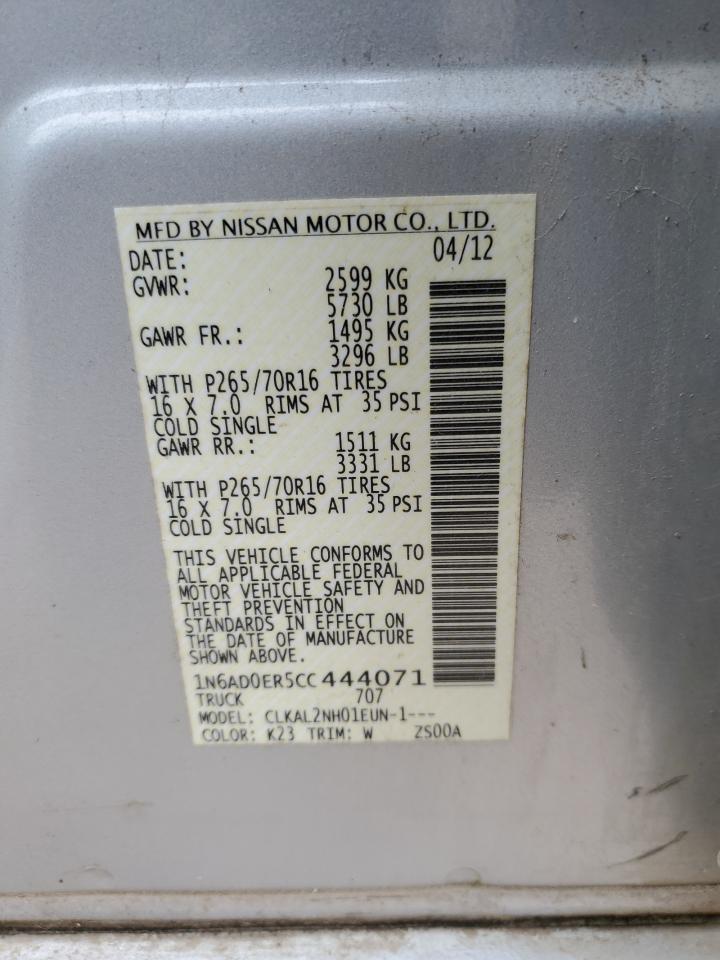 MFD BY NISSAN MOTOR CO., LTD.
DATE: 04/12
GVWR: 2599 KG
5730 LB
GAWR FR.: 1495 KG
3296 LB
WITH P265/70R16 TIRES
16 X 7.0 RIMS AT 35 PSI
COLD SINGLE
GAWR RR.: 1511 KG
3331 LB
WITH P265/70R16 TIRES
16 X 7.0 RIMS AT 35 PSI
COLD SINGLE
THIS VEHICLE CONFORMS TO
ALL APPLICABLE FEDERAL
MOTOR VEHICLE SAFETY AND
THEFT PREVENTION
STANDARDS IN EFFECT ON
THE DATE OF MANUFACTURE
SHOWN ABOVE.
1N6AD0ER5CC444071
TRUCK 707
MODEL: CLKAL2NH01EUN-1---
COLOR: K23 TRIM: W ZS00A